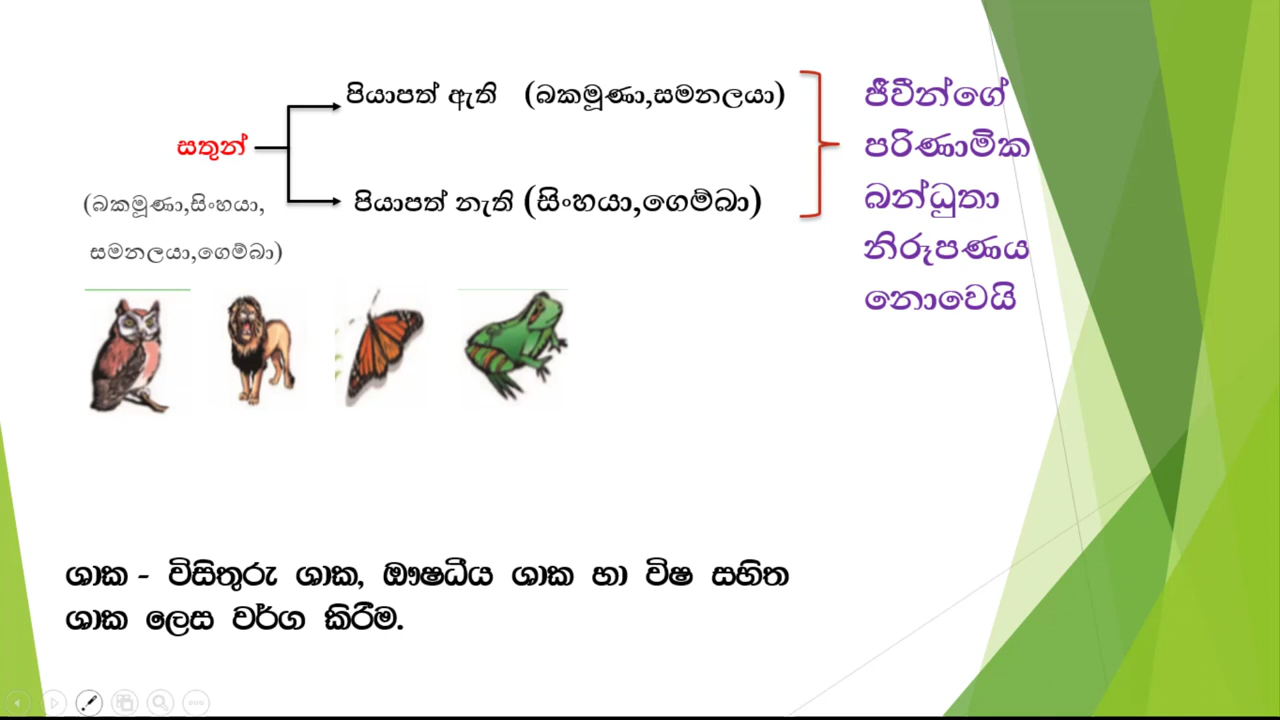 පියාපත් ඇති (බකමූණා,සමනලයා)
සතුන්
(බකමූණා,සිංහයා,
සමනලයා,ගෙම්බා)
පියාපත් නැති (සිංහයා,ගෙම්බා)
ජීවීන්ගේ
පරිණාමික
බන්ධුතා
නිරූපණය
නොවෙයි
ශාක - විසිතුරු ශාක, ඖෂධීය ශාක හා විෂ සහිත
ශාක ලෙස වර්ග කිරීම.